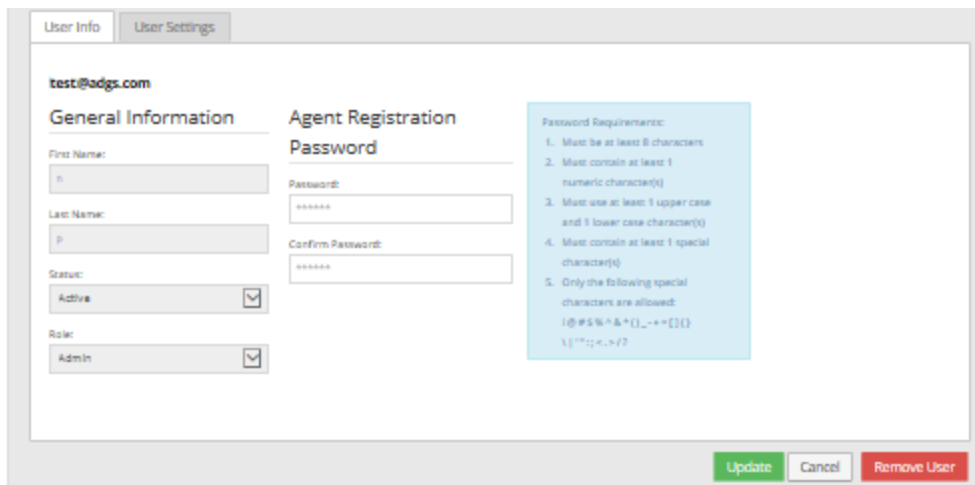 User Info
User Settings
test@adgs.com
General Information
First Name:
n
Last Name:
p
Status:
Active
Role:
Admin
Agent Registration
Password
Password:
******
Confirm Password:
******
Password Requirements:
1. Must be at least 8 characters
2. Must contain at least 1
numeric character(s)
3. Must use at least 1 upper case
and 1 lower case character(s)
4. Must contain at least 1 special
character(s)
5. Only the following special
characters are allowed:
Update
Cancel
Remove User